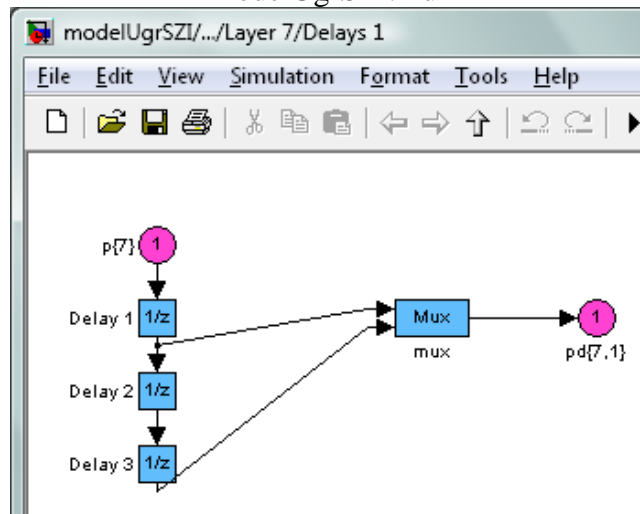 modelUgrSZI/.../Layer 7/Delays 1
File Edit View Simulation Format Tools Help
p{7} 1
Delay 1 1/z
Mux
1
mux
pd{7,1}
Delay 2 1/z
Delay 3 1/z